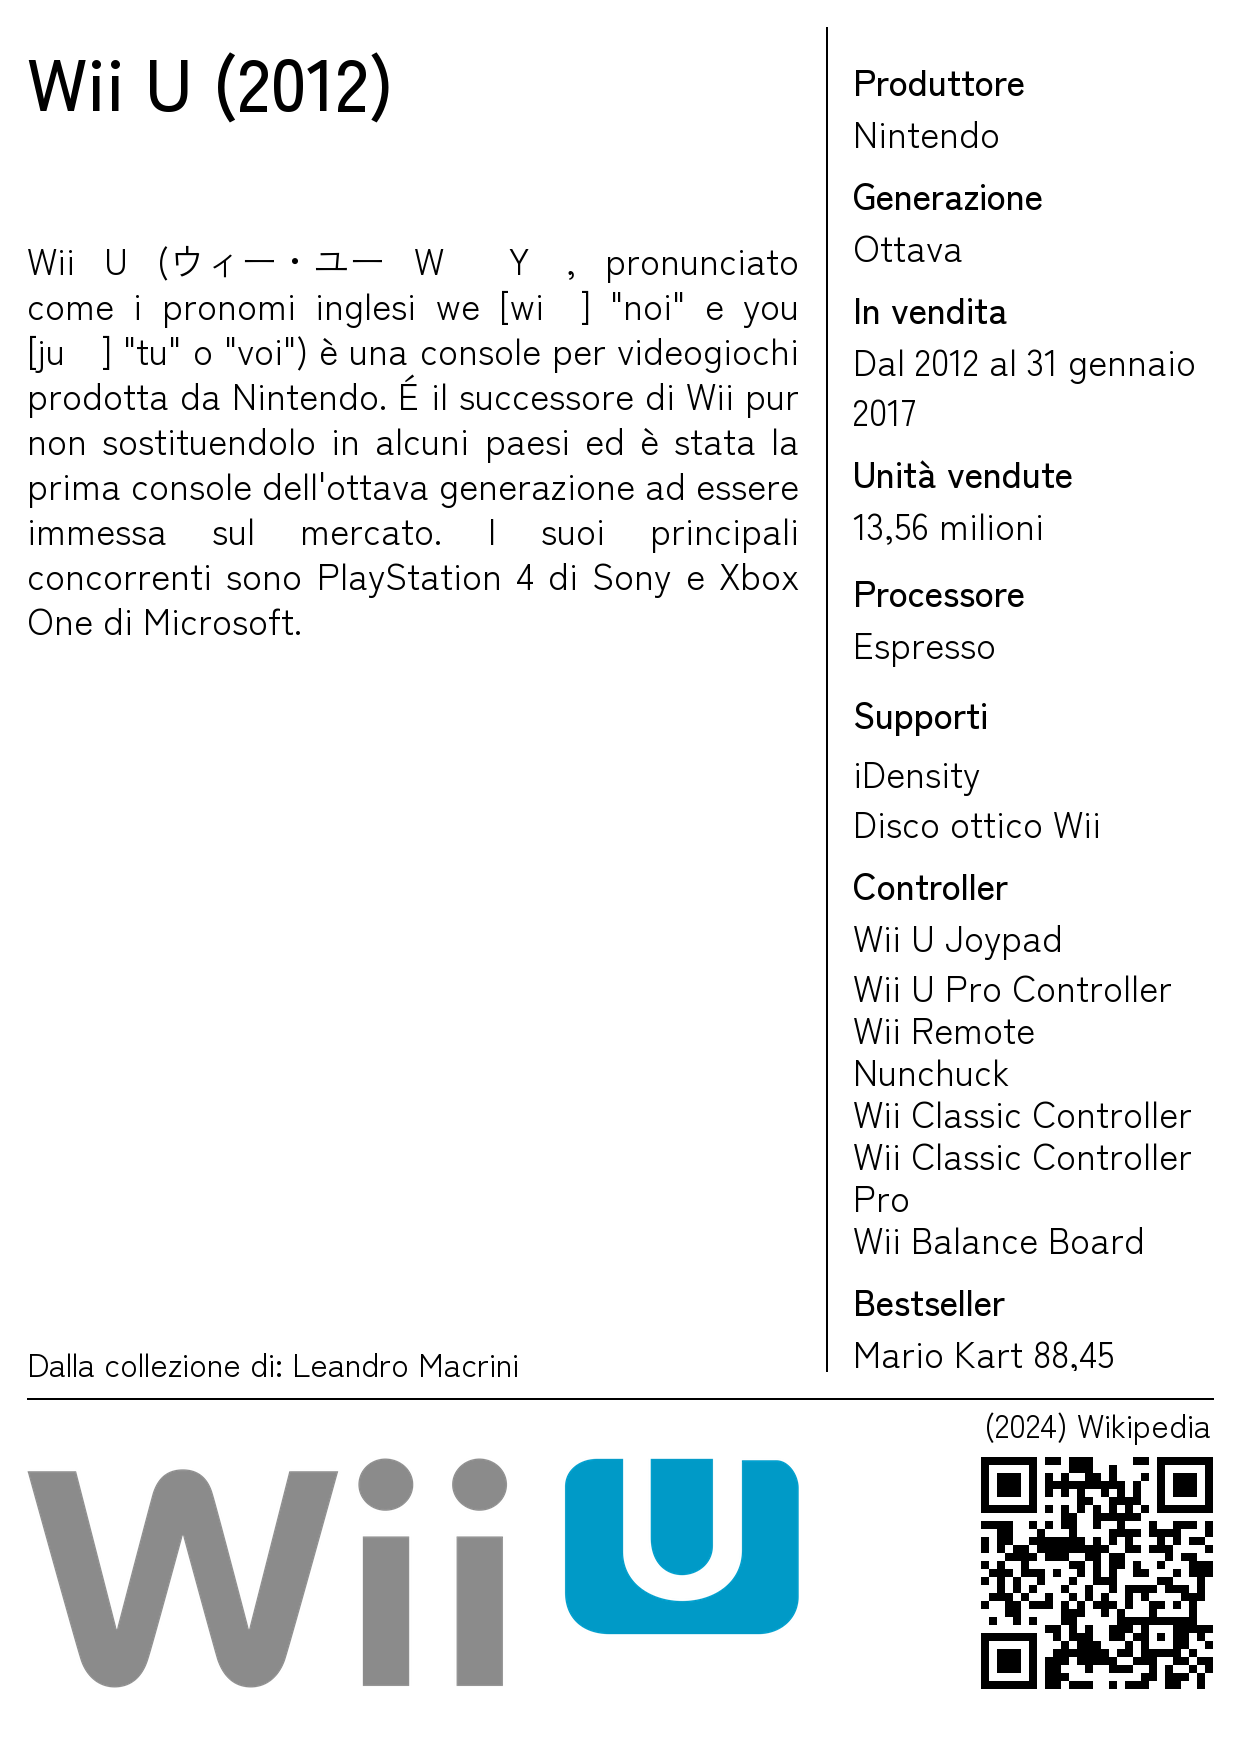 Wii U (2012)
Wii U (ウィー・ユー W Y , pronunciato
come i pronomi inglesi we [wi ] "noi" e you
[ju ] "tu" o "voi") è una console per videogiochi
prodotta da Nintendo. É il successore di Wii pur
non sostituendolo in alcuni paesi ed è stata la
prima console dell'ottava generazione ad essere
immessa sul mercato. I suoi principali
concorrenti sono PlayStation 4 di Sony e Xbox
One di Microsoft.
Dalla collezione di: Leandro Macrini
Produttore
Nintendo
Generazione
Ottava
In vendita
Dal 2012 al 31 gennaio
2017
Unità vendute
13,56 milioni
Processore
Espresso
Supporti
iDensity
Disco ottico Wii
Controller
Wii U Joypad
Wii U Pro Controller
Wii Remote
Nunchuck
Wii Classic Controller
Wii Classic Controller
Pro
Wii Balance Board
Bestseller
Mario Kart 88,45
(2024) Wikipedia
Wii U